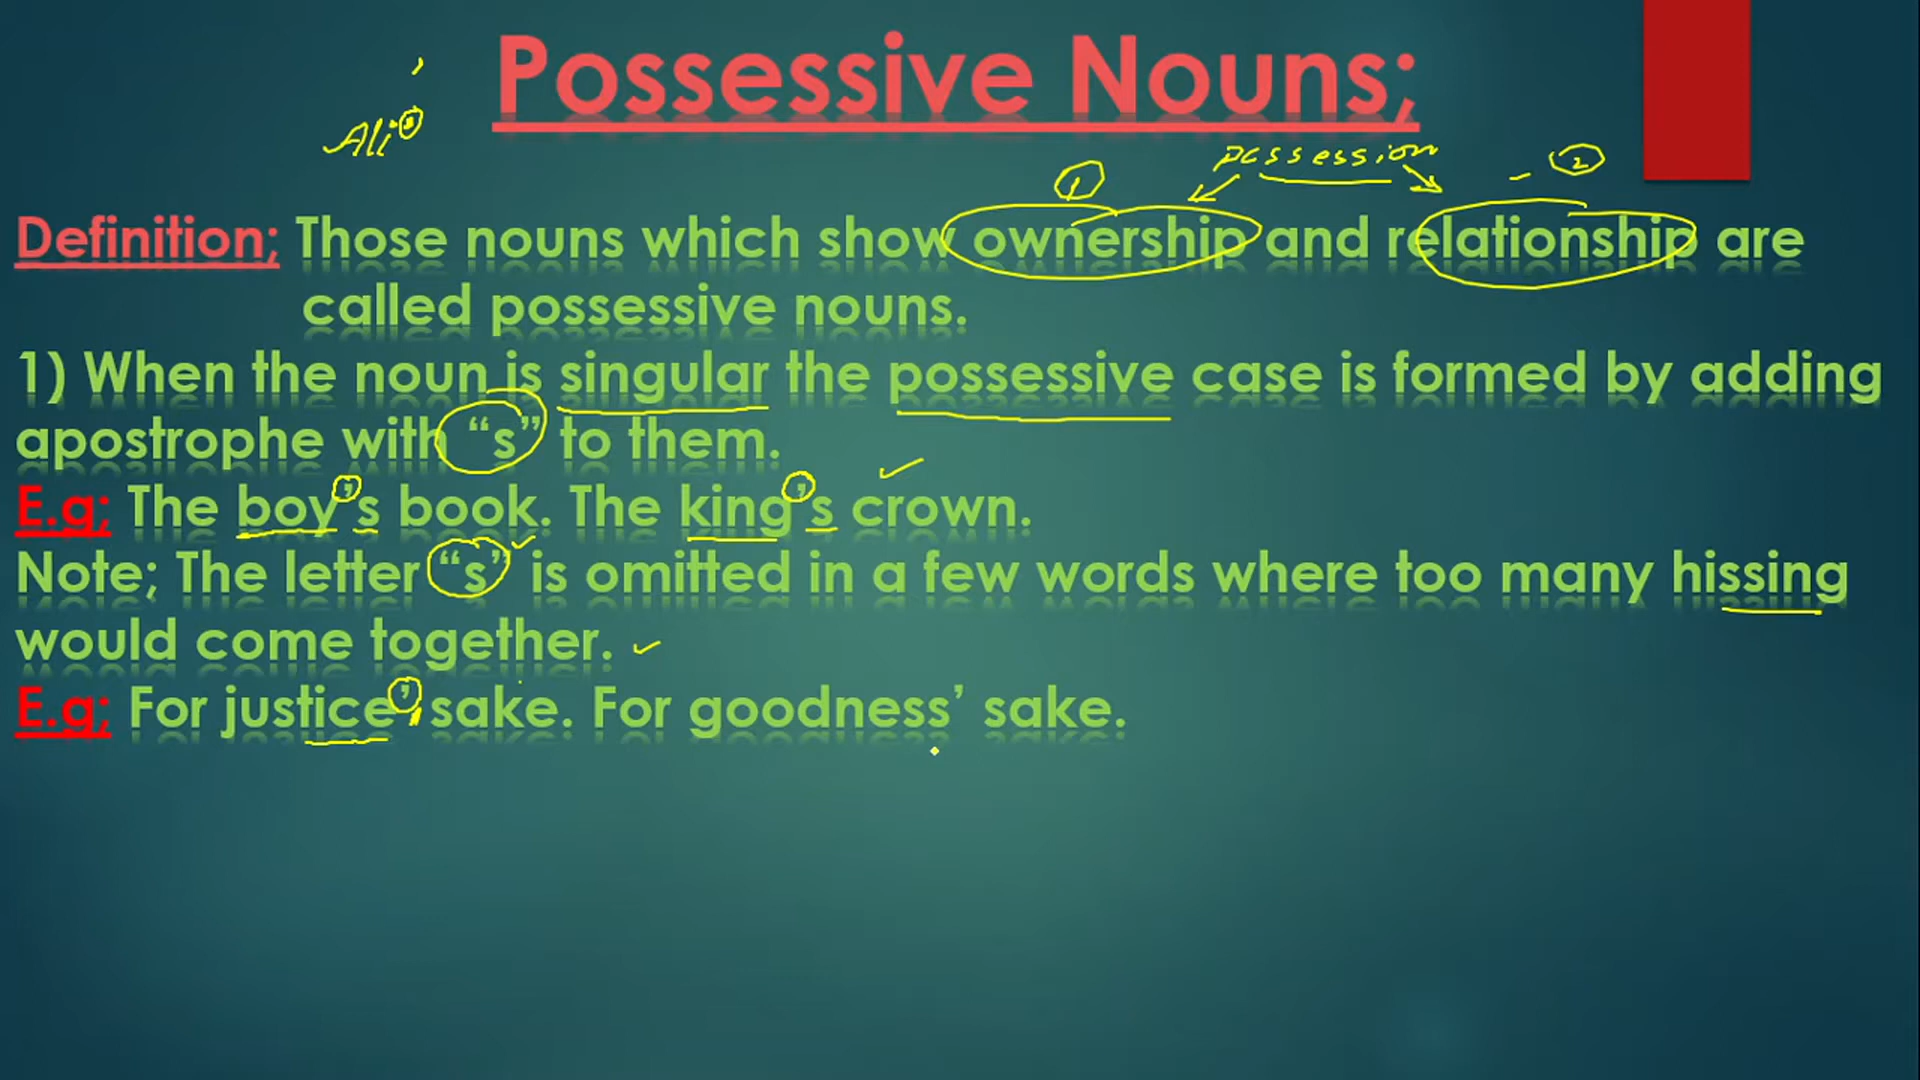 Possessive Nouns;
Ali
possession
1
2
Definition; Those nouns which show ownership and relationship are
called possessive nouns.
1) When the noun is singular the possessive case is formed by adding
apostrophe with “s” to them.
E.g; The boy’s book. The king’s crown.
Note; The letter “s” is omitted in a few words where too many hissing
would come together.
E.g; For justice’ sake. For goodness’ sake.